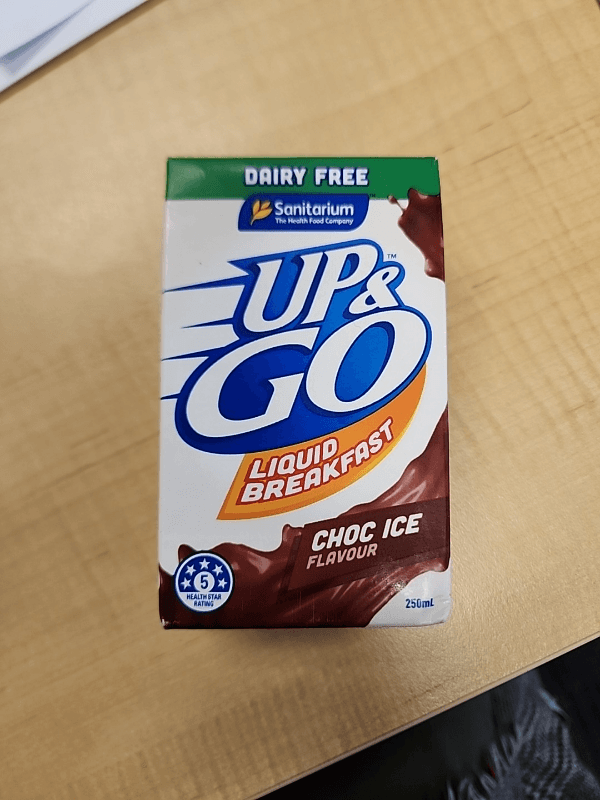 DAIRY FREE
Sanitarium
The Health Food Company
UP&
™
GO
LIQUID
BREAKFAST
CHOC ICE
FLAVOUR
5
HEALTH STAR
RATING
250mL